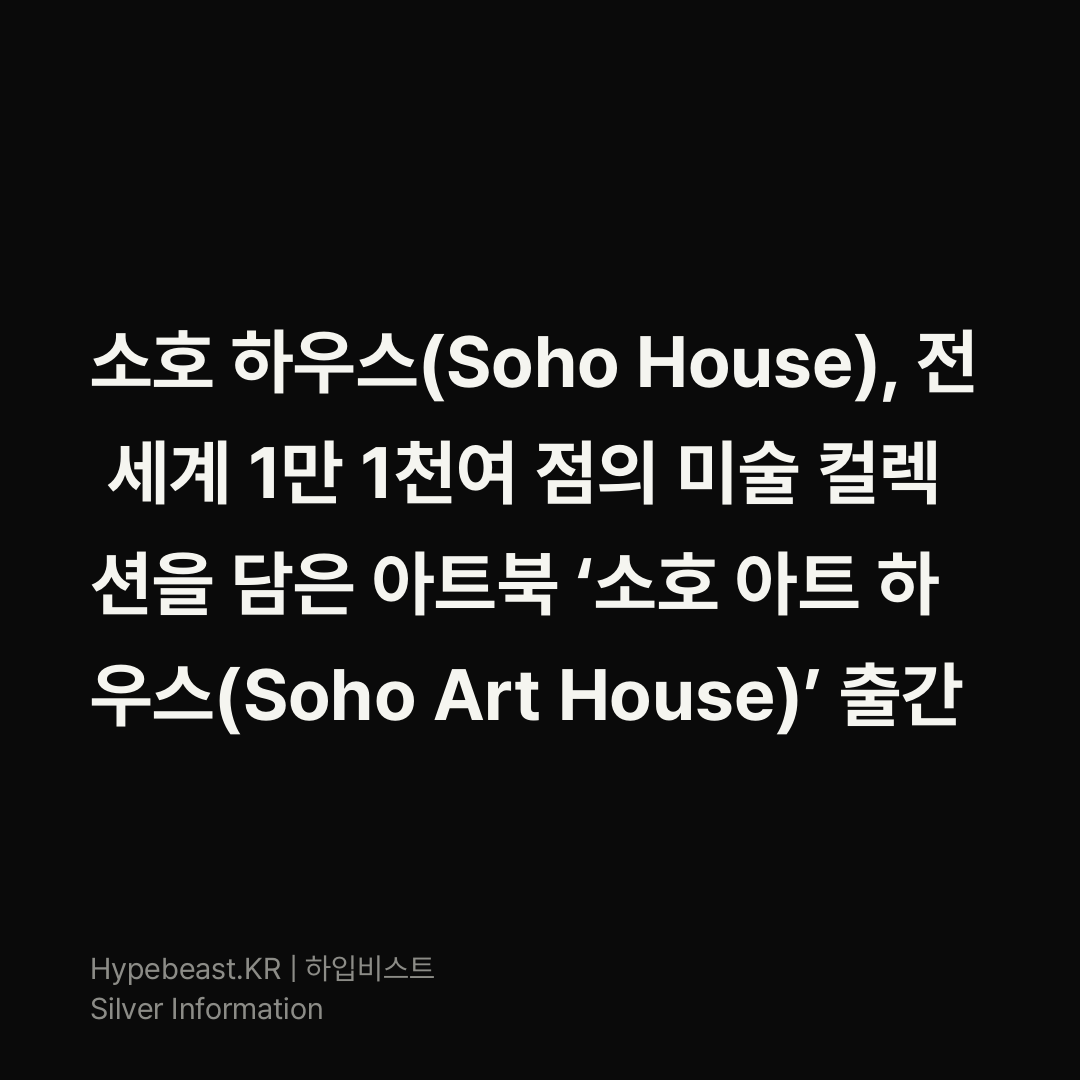 소호 하우스(Soho House), 전
세계 1만 1천여 점의 미술 컬렉
션을 담은 아트북 ‘소호 아트 하
우스(Soho Art House)’ 출간
Hypebeast.KR | 하입비스트
Silver Information